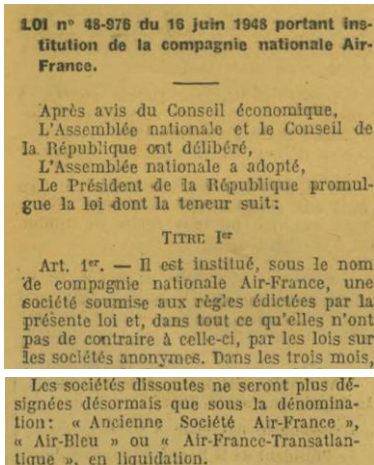 LOI n° 48-976 du 16 juin 1948 portant ins-
titution de la compagnie nationale Air-
France.
Après avis du Conseil économique,
L'Assemblée nationale et le Conseil de
la République ont délibéré,
L'Assemblée nationale a adopté,
Le Président de la République promul-
gue la loi dont la teneur suit:
TITRE Ier
Art. 1er. — Il est institué, sous le nom
de compagnie nationale Air-France, une
société soumise aux règles édictées par la
présente loi et, dans tout ce qu'elles n'ont
pas de contraire à celle-ci, par les lois sur
les sociétés anonymes. Dans les trois mois,
Les sociétés dissoutes ne seront plus dé-
signées désormais que sous la dénomina-
tion: « Ancienne Société Air-France »,
« Air-Bleu » ou « Air-France-Transatlan-
tique », en liquidation.